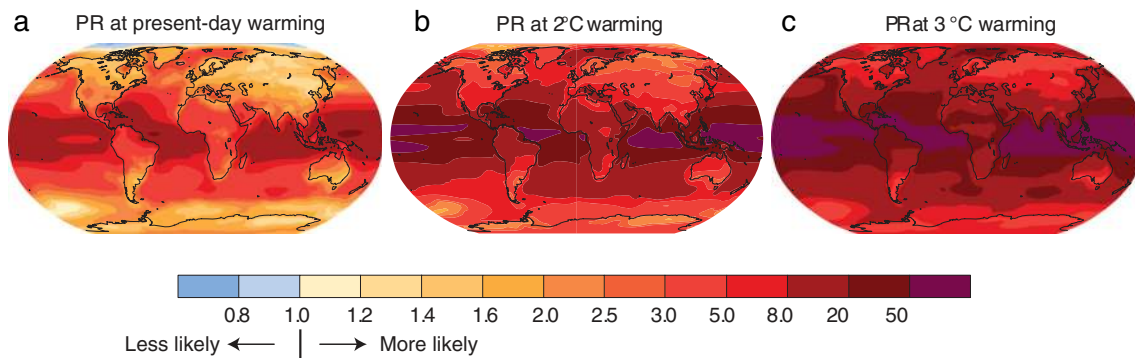 a PR at present-day warming
b PR at 2°C warming
c PRat 3 °C warming
0.8 1.0 1.2 1.4 1.6 2.0 2.5 3.0 5.0 8.0 20 50
Less likely ← | → More likely